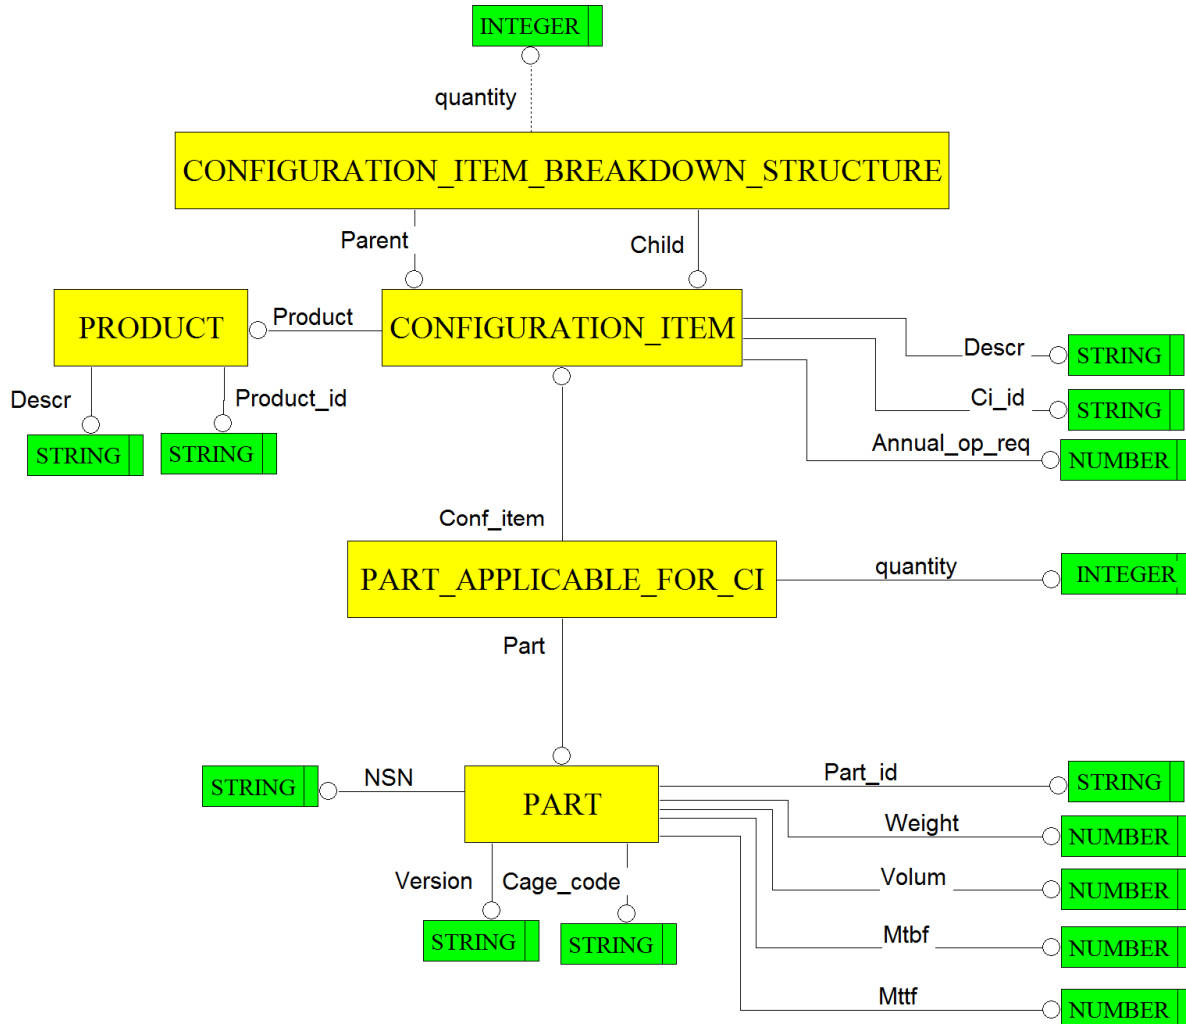 INTEGER
quantity
CONFIGURATION_ITEM_BREAKDOWN_STRUCTURE
Parent
Child
PRODUCT
Product
CONFIGURATION_ITEM
Descr
STRING
Ci_id
STRING
Annual_op_req
NUMBER
Descr
Product_id
STRING
STRING
Conf_item
PART_APPLICABLE_FOR_CI
quantity
INTEGER
Part
STRING
NSN
PART
Part_id
STRING
Weight
NUMBER
Volum
NUMBER
Version
Cage_code
STRING
STRING
Mtbf
NUMBER
Mttf
NUMBER